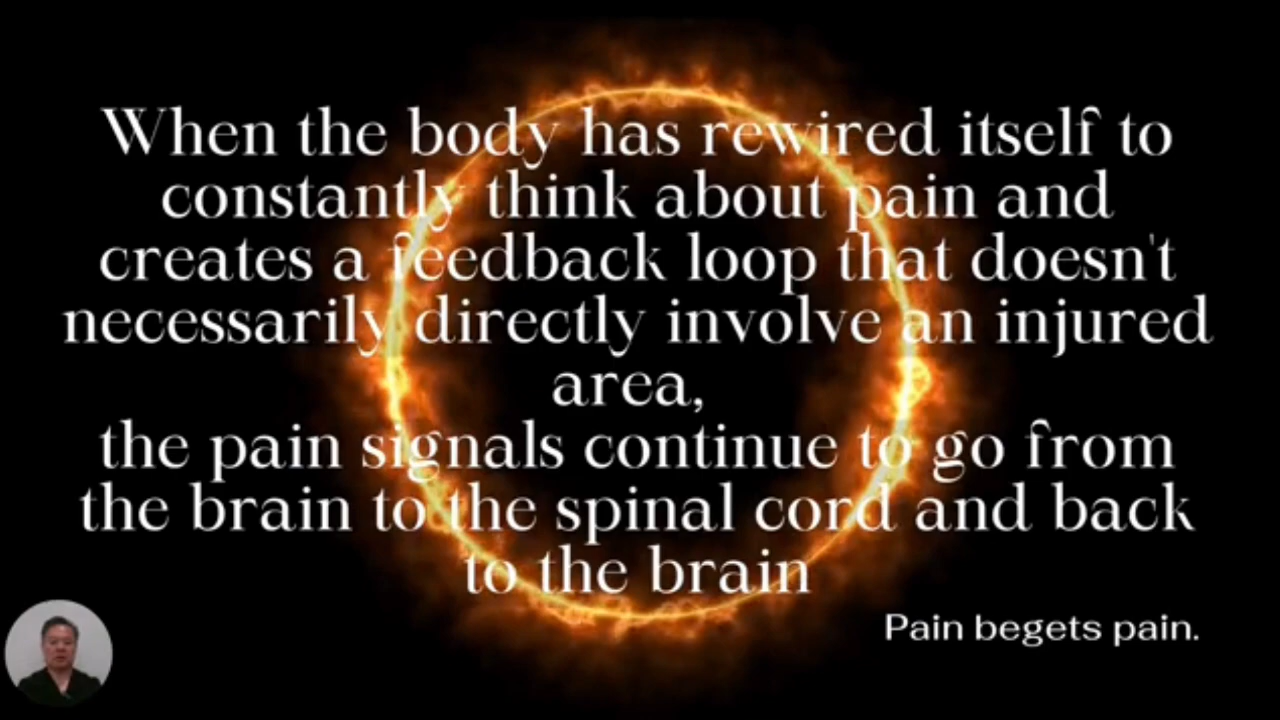 When the body has rewired itself to
constantly think about pain and
creates a feedback loop that doesn't
necessarily directly involve an injured
area,
the pain signals continue to go from
the brain to the spinal cord and back
to the brain
Pain begets pain.